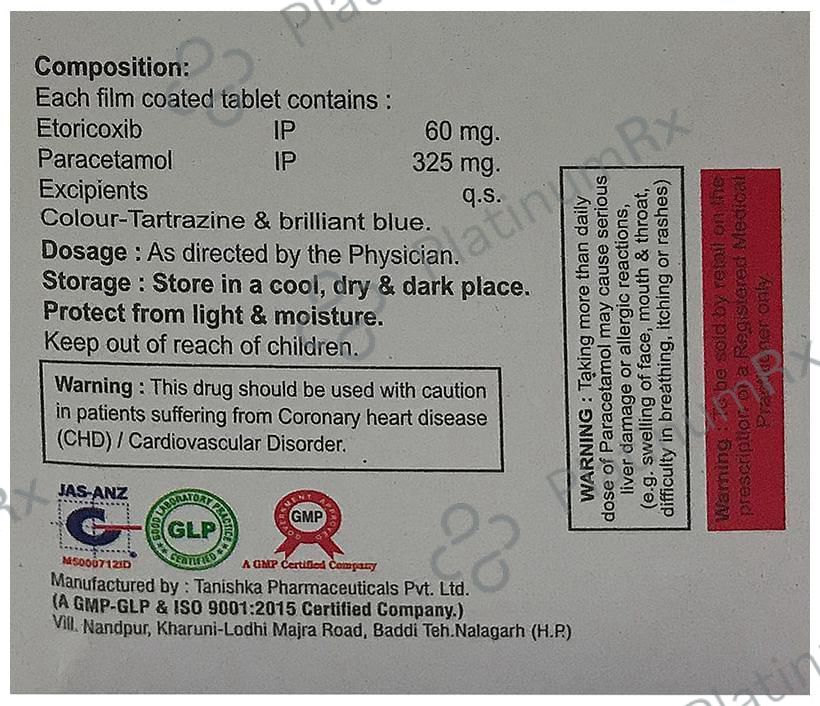 Composition:
Each film coated tablet contains :
Etoricoxib IP 60 mg.
Paracetamol IP 325 mg.
Excipients q.s.
Colour-Tartrazine & brilliant blue.
Dosage : As directed by the Physician.
Storage : Store in a cool, dry & dark place.
Protect from light & moisture.
Keep out of reach of children.
Warning : This drug should be used with caution
in patients suffering from Coronary heart disease
(CHD) / Cardiovascular Disorder.
JAS-ANZ
MS000712ID
GOOD LABORATORY PRACTICE
GLP
CERTIFIED
GOVERNMENT APPROVED
GMP
A GMP Certified Company
Manufactured by : Tanishka Pharmaceuticals Pvt. Ltd.
(A GMP-GLP & ISO 9001:2015 Certified Company.)
Vill. Nandpur, Kharuni-Lodhi Majra Road, Baddi Teh.Nalagarh (H.P.)
WARNING : Taking more than daily
dose of Paracetamol may cause serious
liver damage or allergic reactions,
(e.g. swelling of face, mouth & throat,
difficulty in breathing, itching or rashes)
Warning : To be sold by retail on the
prescription of a Registered Medical
Practitioner only.
PlatinumRx
PlatinumRx